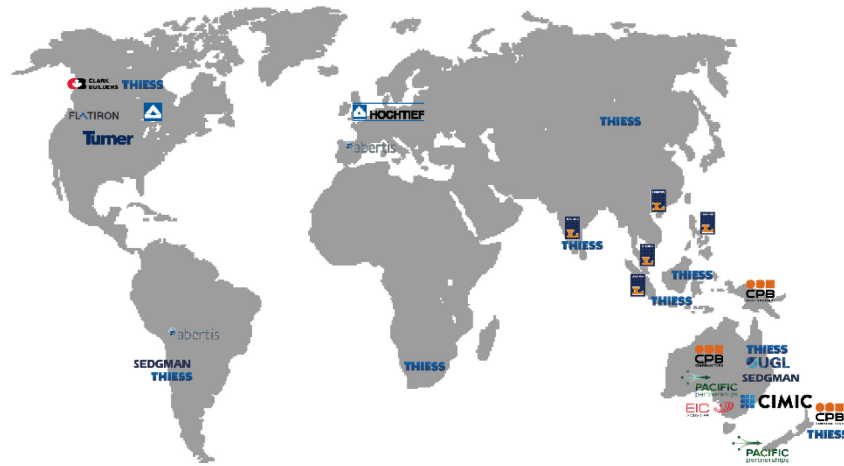 CLARK
BUILDERS
THIESS
FLATIRON
Turner
HOCHTIEF
abertis
THIESS
THIESS
THIESS
THIESS
CPB
abertis
SEDGMAN
THIESS
THIESS
CPB
THIESS
UGL
SEDGMAN
PACIFIC
partnerships
EIC
CIMIC
CPB
THIESS
PACIFIC
partnerships